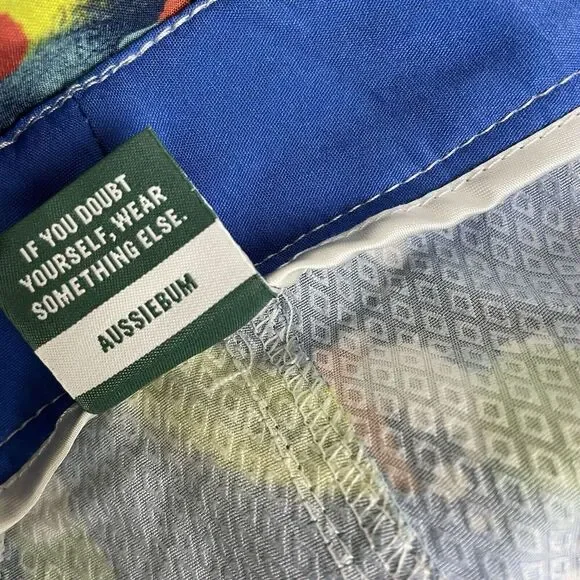 IF YOU DOUBT
YOURSELF, WEAR
SOMETHING ELSE.
AUSSIEBUM